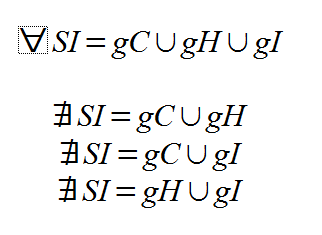 ∀ SI = gC ∪ gH ∪ gI
∄ SI = gC ∪ gH
∄ SI = gC ∪ gI
∄ SI = gH ∪ gI